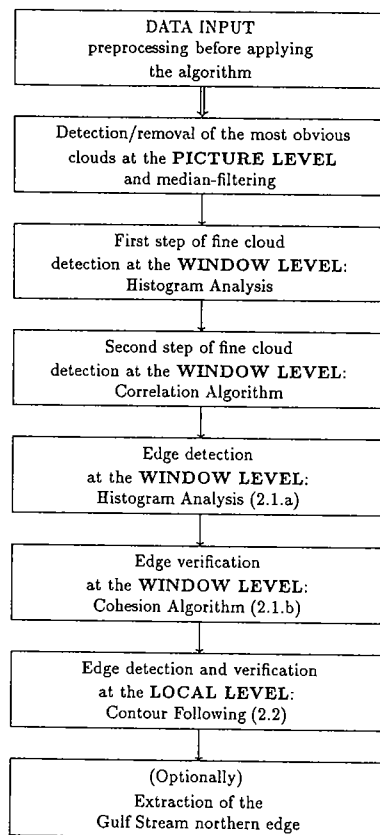 DATA INPUT
preprocessing before applying
the algorithm
Detection/removal of the most obvious
clouds at the PICTURE LEVEL
and median-filtering
First step of fine cloud
detection at the WINDOW LEVEL:
Histogram Analysis
Second step of fine cloud
detection at the WINDOW LEVEL:
Correlation Algorithm
Edge detection
at the WINDOW LEVEL:
Histogram Analysis (2.1.a)
Edge verification
at the WINDOW LEVEL:
Cohesion Algorithm (2.1.b)
Edge detection and verification
at the LOCAL LEVEL:
Contour Following (2.2)
(Optionally)
Extraction of the
Gulf Stream northern edge